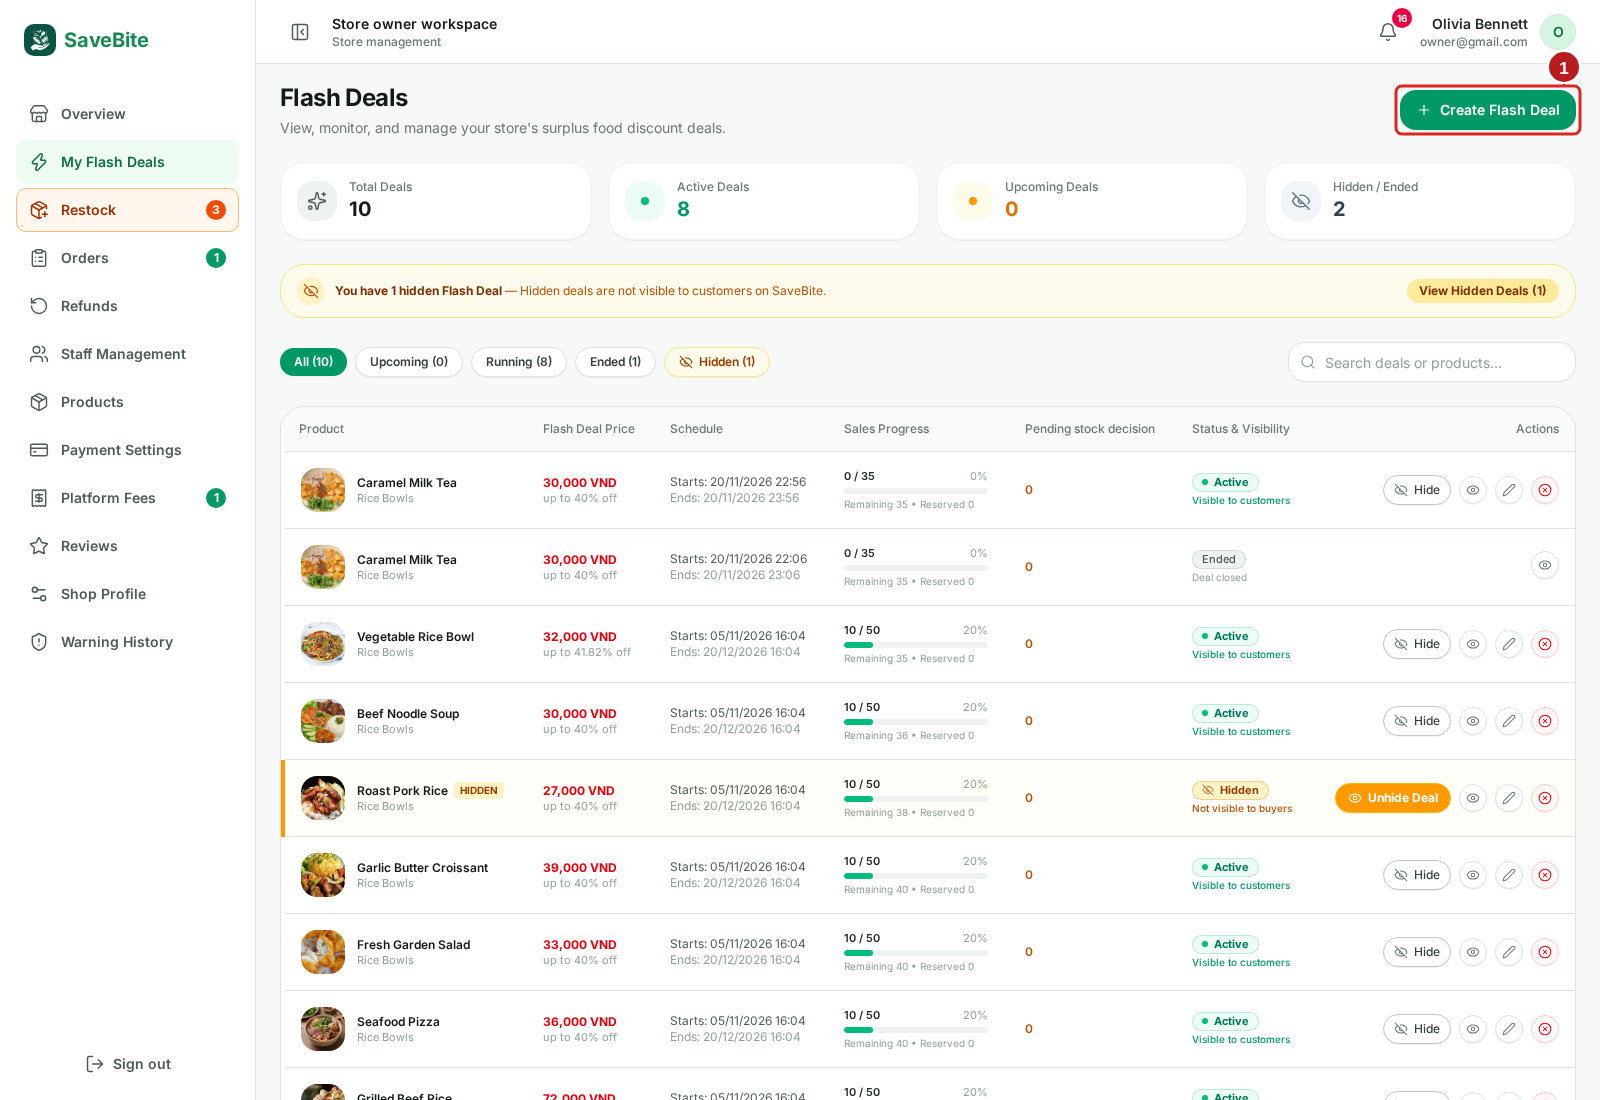 SaveBite
Store owner workspace
Store management
16
Olivia Bennett
owner@gmail.com
O
1
Overview
My Flash Deals
Restock 3
Orders 1
Refunds
Staff Management
Products
Payment Settings
Platform Fees 1
Reviews
Shop Profile
Warning History
Sign out
Flash Deals
View, monitor, and manage your store's surplus food discount deals.
+ Create Flash Deal
Total Deals
10
Active Deals
8
Upcoming Deals
0
Hidden / Ended
2
You have 1 hidden Flash Deal — Hidden deals are not visible to customers on SaveBite.
View Hidden Deals (1)
All (10) Upcoming (0) Running (8) Ended (1) Hidden (1)
Search deals or products...
Product Flash Deal Price Schedule Sales Progress Pending stock decision Status & Visibility Actions
Caramel Milk Tea
Rice Bowls
30,000 VND
up to 40% off
Starts: 20/11/2026 22:56
Ends: 20/11/2026 23:56
0 / 35 0%
Remaining 35 • Reserved 0
0
Active
Visible to customers
Hide
Caramel Milk Tea
Rice Bowls
30,000 VND
up to 40% off
Starts: 20/11/2026 22:06
Ends: 20/11/2026 23:06
0 / 35 0%
Remaining 35 • Reserved 0
0
Ended
Deal closed
Vegetable Rice Bowl
Rice Bowls
32,000 VND
up to 41.82% off
Starts: 05/11/2026 16:04
Ends: 20/12/2026 16:04
10 / 50 20%
Remaining 35 • Reserved 0
0
Active
Visible to customers
Hide
Beef Noodle Soup
Rice Bowls
30,000 VND
up to 40% off
Starts: 05/11/2026 16:04
Ends: 20/12/2026 16:04
10 / 50 20%
Remaining 36 • Reserved 0
0
Active
Visible to customers
Hide
Roast Pork Rice HIDDEN
Rice Bowls
27,000 VND
up to 40% off
Starts: 05/11/2026 16:04
Ends: 20/12/2026 16:04
10 / 50 20%
Remaining 38 • Reserved 0
0
Hidden
Not visible to buyers
Unhide Deal
Garlic Butter Croissant
Rice Bowls
39,000 VND
up to 40% off
Starts: 05/11/2026 16:04
Ends: 20/12/2026 16:04
10 / 50 20%
Remaining 40 • Reserved 0
0
Active
Visible to customers
Hide
Fresh Garden Salad
Rice Bowls
33,000 VND
up to 40% off
Starts: 05/11/2026 16:04
Ends: 20/12/2026 16:04
10 / 50 20%
Remaining 40 • Reserved 0
0
Active
Visible to customers
Hide
Seafood Pizza
Rice Bowls
36,000 VND
up to 40% off
Starts: 05/11/2026 16:04
Ends: 20/12/2026 16:04
10 / 50 20%
Remaining 40 • Reserved 0
0
Active
Visible to customers
Hide
Grilled Beef Rice
72,000 VND
Starts: 05/11/2026 16:04
10 / 50 20%
Active